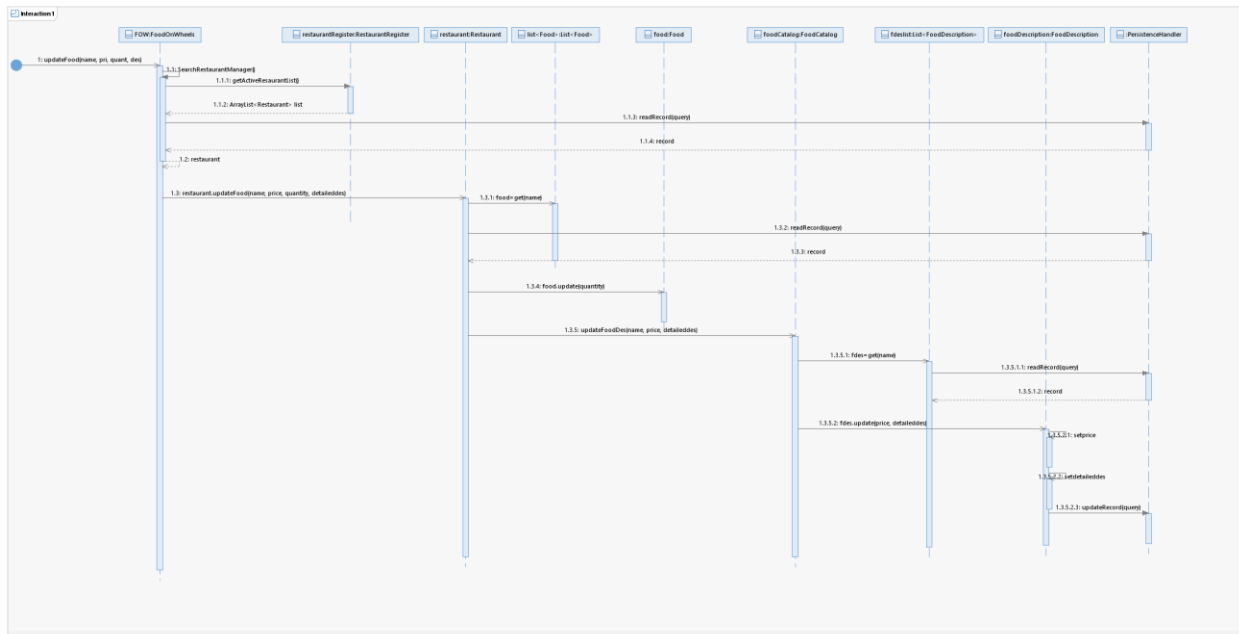 Interaction1
FOW:FoodOnWheels
restaurantRegister:RestaurantRegister
restaurant:Restaurant
list<Food>:List<Food>
food:Food
foodCatalog:FoodCatalog
fdeslist:List<FoodDescription>
foodDescription:FoodDescription
:PersistenceHandler
1: updateFood(name, pri, quant, des)
1.1: SearchRestaurantManager()
1.1.1: getActiveResaurantList()
1.1.2: ArrayList<Restaurant> list
1.1.3: readRecord(query)
1.1.4: record
1.2: restaurant
1.3: restaurant.updateFood(name, price, quantity, detaileddes)
1.3.1: food=get(name)
1.3.2: readRecord(query)
1.3.3: record
1.3.4: food.update(quantity)
1.3.5: updateFoodDes(name, price, detaileddes)
1.3.5.1: fdes=get(name)
1.3.5.1.1: readRecord(query)
1.3.5.1.2: record
1.3.5.2: fdes.update(price, detaileddes)
1.3.5.2.1: setprice
1.3.5.2.2: setdetaileddes
1.3.5.2.3: updateRecord(query)